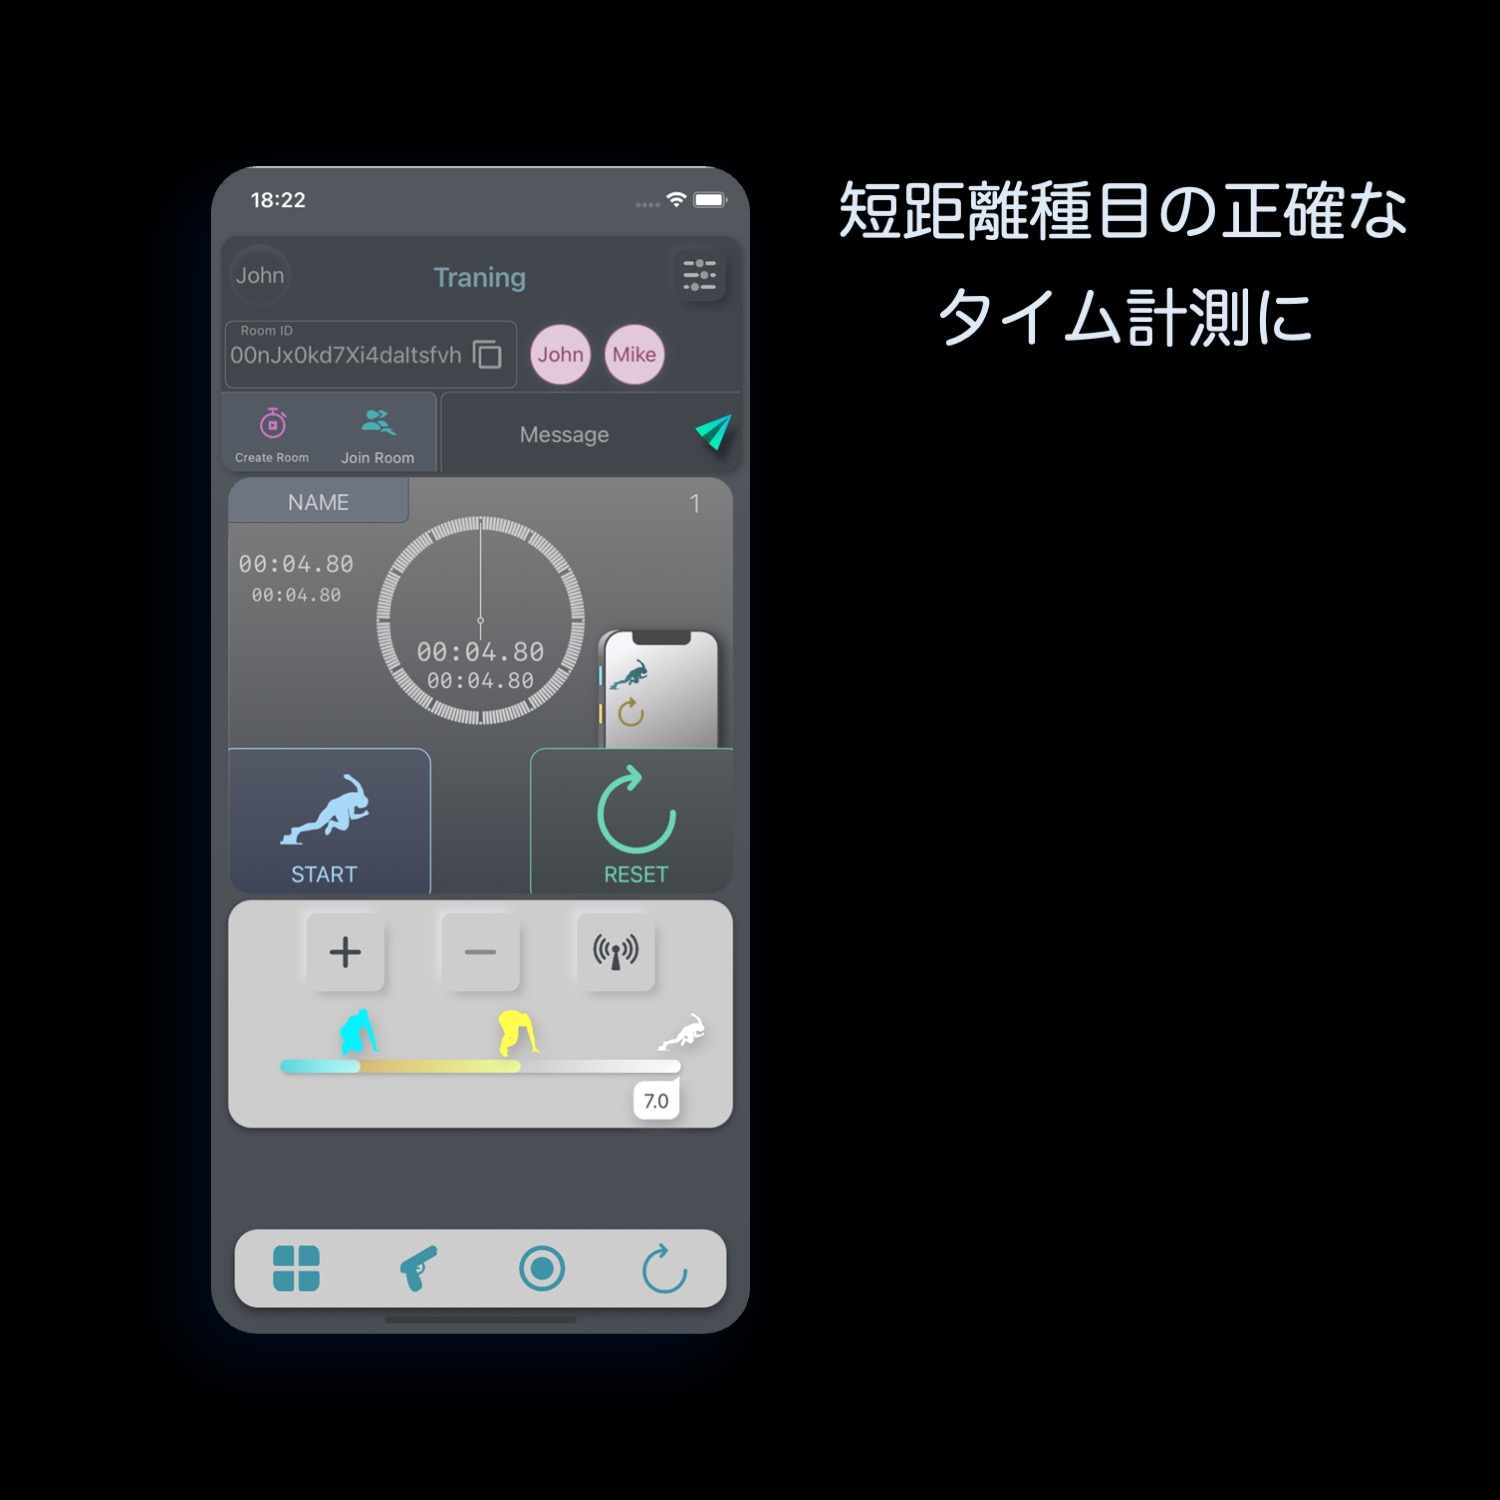 18:22
短距離種目の正確な
タイム計測に
John
Traning
Room ID
00nJx0kd7Xi4daItsfvh
John
Mike
Create Room
Join Room
Message
NAME
1
00:04.80
00:04.80
00:04.80
00:04.80
START
RESET
7.0